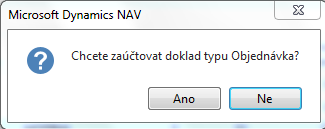 Microsoft Dynamics NAV
Chcete zaúčtovat doklad typu Objednávka?
Ano
Ne